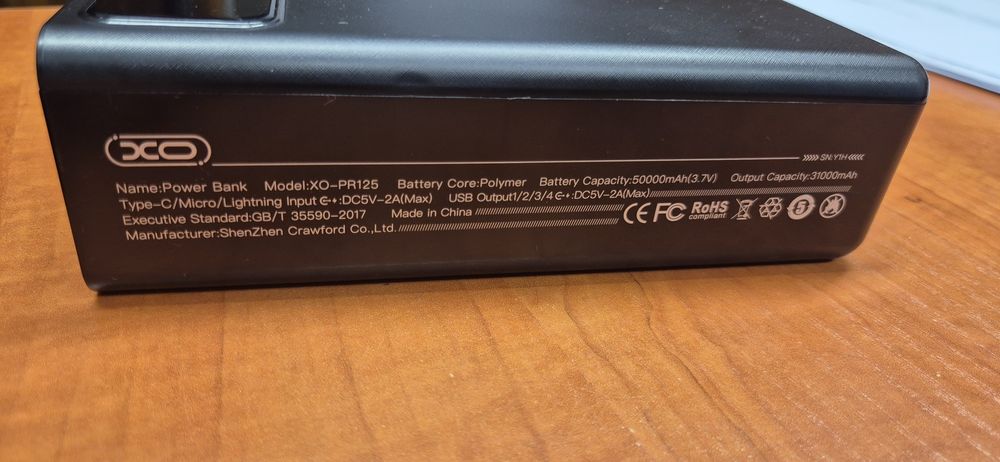 XO
SN:Y1H
Name:Power Bank Model:XO-PR125 Battery Core:Polymer Battery Capacity:50000mAh(3.7V) Output Capacity:31000mAh
Type-C/Micro/Lightning Input:DC5V-2A(Max) USB Output1/2/3/4:DC5V-2A(Max)
Executive Standard:GB/T 35590-2017 Made in China
Manufacturer:ShenZhen Crawford Co.,Ltd.
CE FC RoHS compliant 5